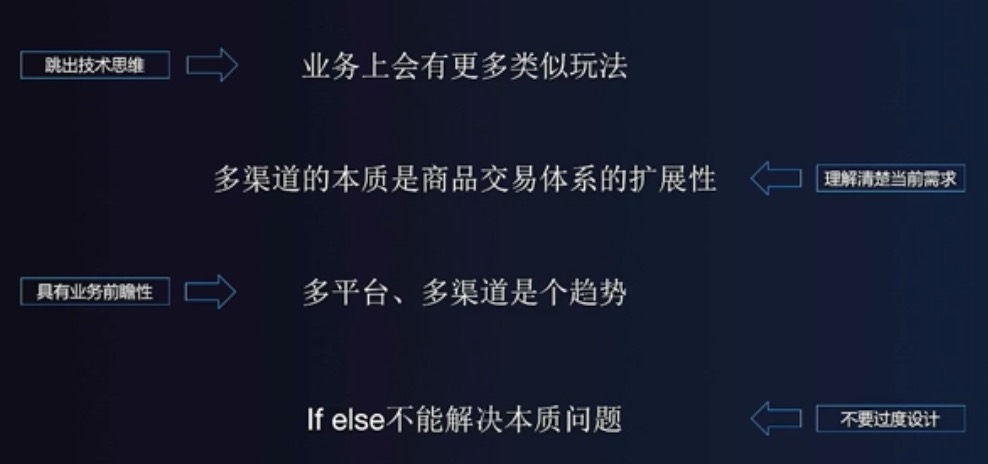 跳出技术思维
业务上会有更多类似玩法
多渠道的本质是商品交易体系的扩展性
理解清楚当前需求
具有业务前瞻性
多平台、多渠道是个趋势
If else不能解决本质问题
不要过度设计